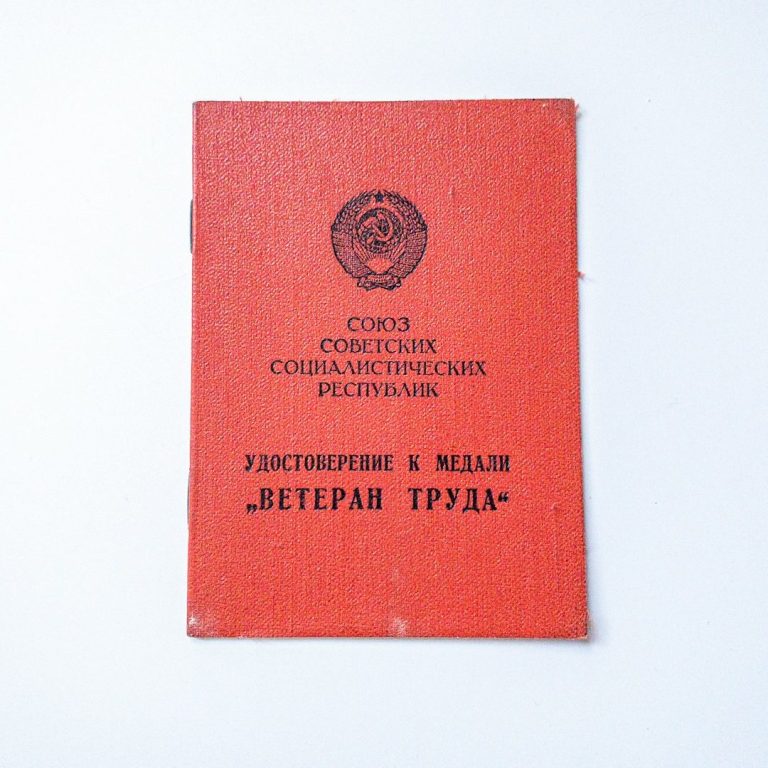 СОЮЗ
СОВЕТСКИХ
СОЦИАЛИСТИЧЕСКИХ
РЕСПУБЛИК
УДОСТОВЕРЕНИЕ К МЕДАЛИ
„ВЕТЕРАН ТРУДА“